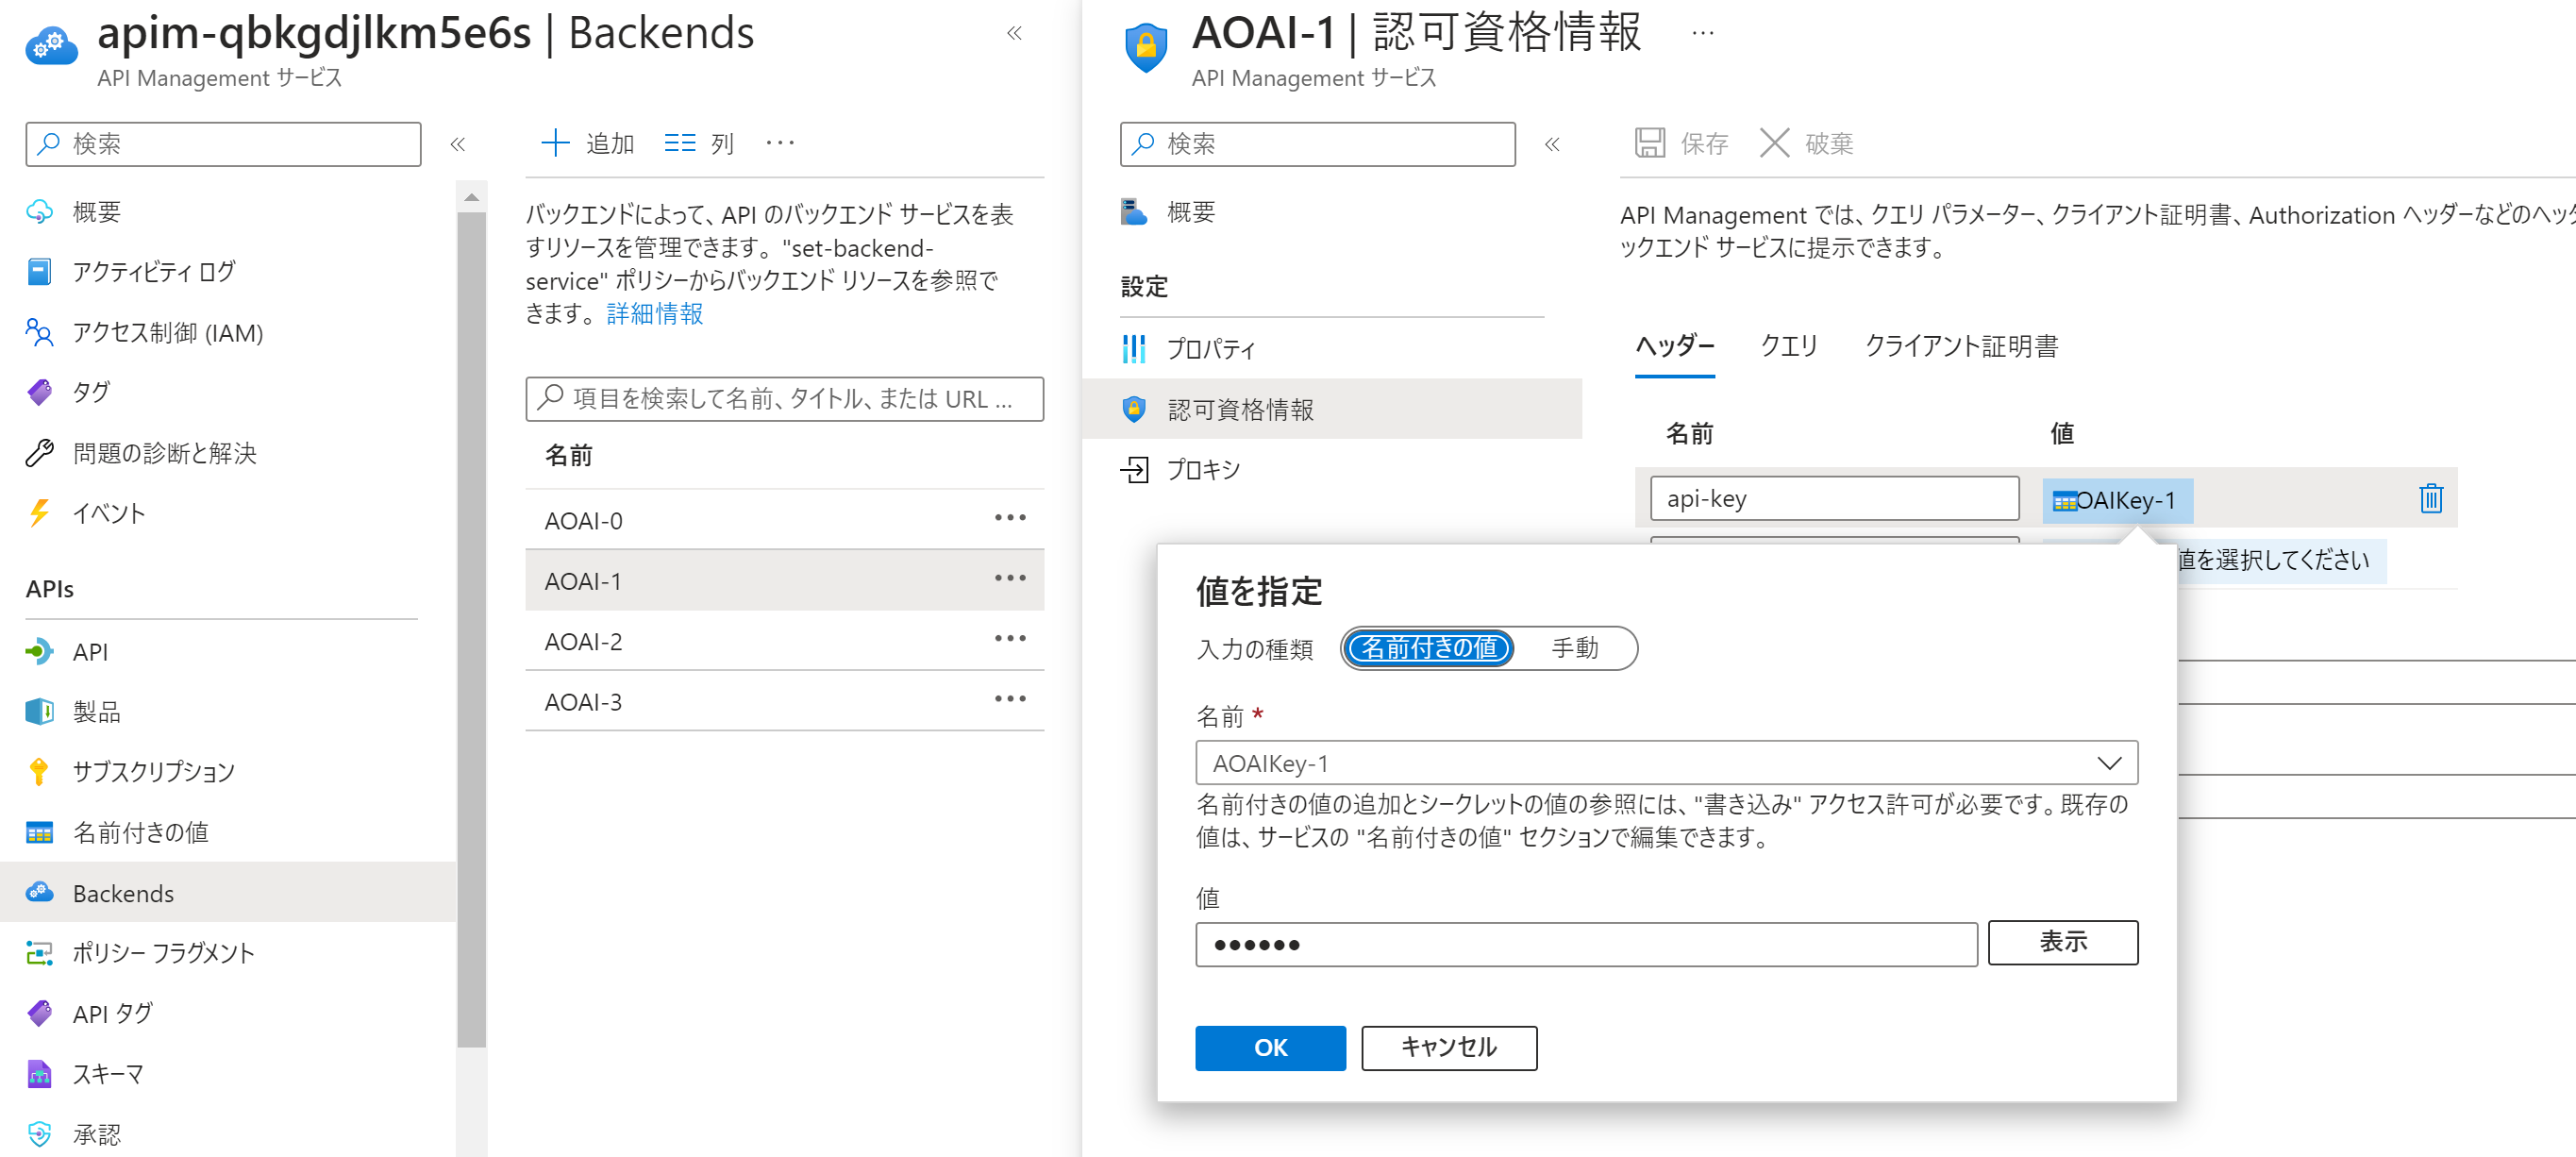 apim-qbkgdjlkm5e6s | Backends
API Management サービス
検索
概要
アクティビティ ログ
アクセス制御 (IAM)
タグ
問題の診断と解決
イベント
APIs
API
製品
サブスクリプション
名前付きの値
Backends
ポリシー フラグメント
API タグ
スキーマ
承認
追加
列
バックエンドによって、API のバックエンド サービスを表
すリソースを管理できます。"set-backend-
service" ポリシーからバックエンド リソースを参照で
きます。 詳細情報
項目を検索して名前、タイトル、または URL ...
名前
AOAI-0
AOAI-1
AOAI-2
AOAI-3
AOAI-1 | 認可資格情報
API Management サービス
検索
概要
設定
プロパティ
認可資格情報
プロキシ
保存
破棄
API Management では、クエリ パラメーター、クライアント証明書、Authorization ヘッダーなどのヘッ
ックエンド サービスに提示できます。
ヘッダー
クエリ
クライアント証明書
名前
値
api-key
OAIKey-1
値を選択してください
値を指定
入力の種類
名前付きの値
手動
名前 *
AOAIKey-1
名前付きの値の追加とシークレットの値の参照には、"書き込み" アクセス許可が必要です。既存の
値は、サービスの "名前付きの値" セクションで編集できます。
値
••••••
表示
OK
キャンセル